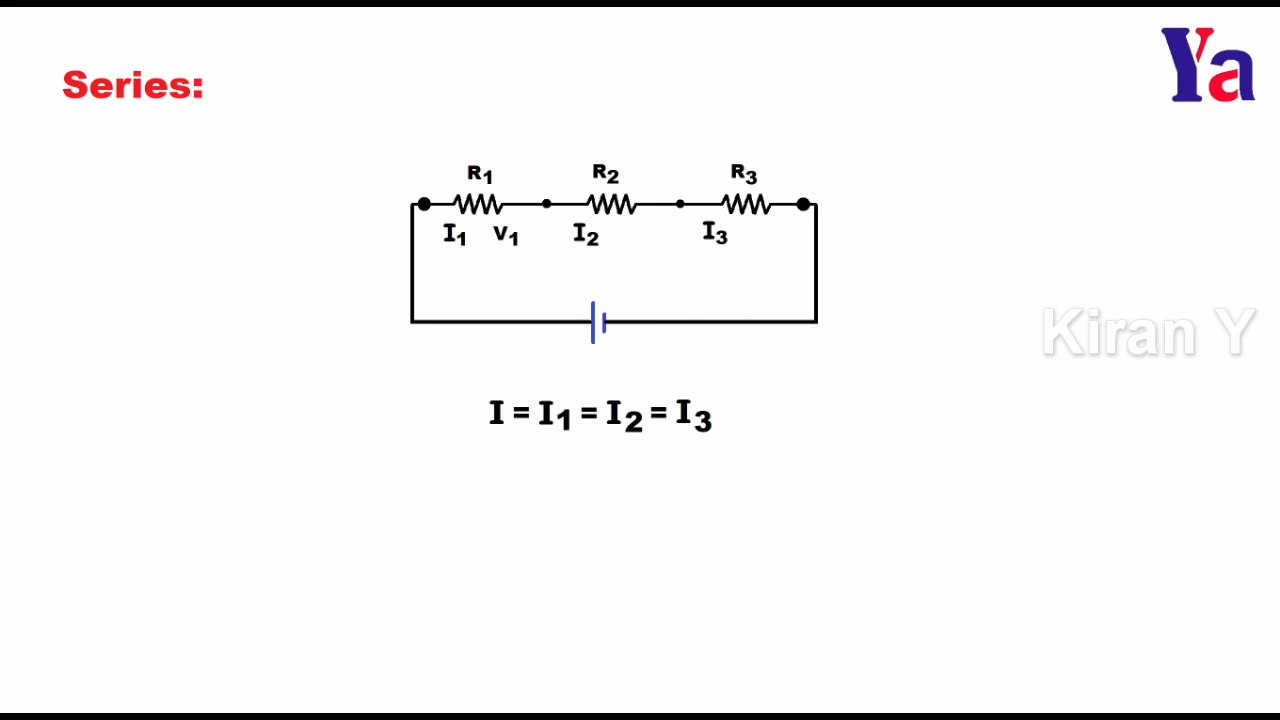 Ya
Series:
R1 R2 R3
I1 V1 I2 I3
Kiran Y
I = I1 = I2 = I3